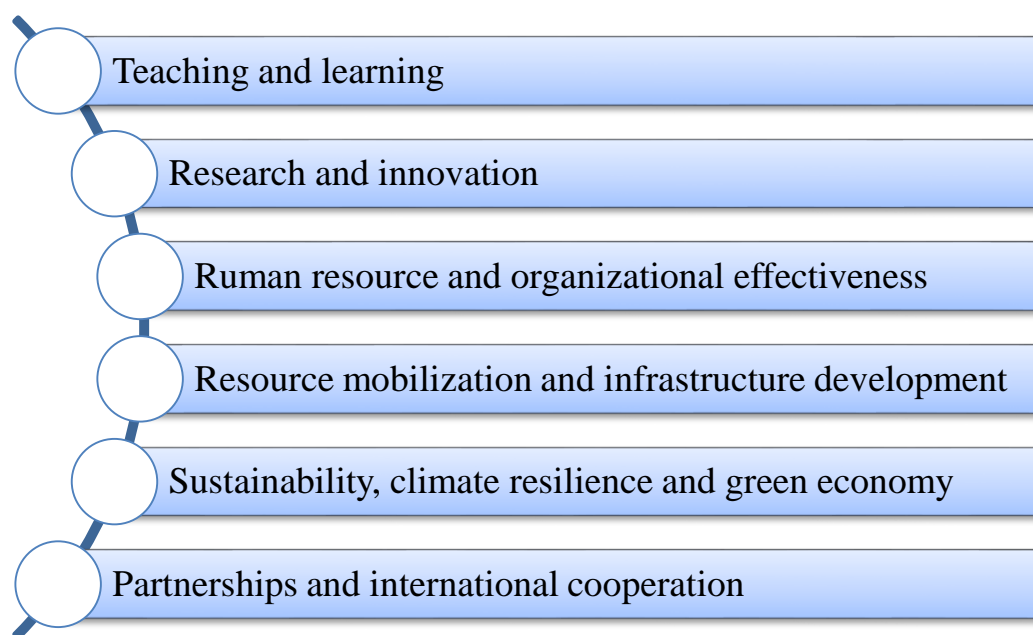 Teaching and learning
Research and innovation
Ruman resource and organizational effectiveness
Resource mobilization and infrastructure development
Sustainability, climate resilience and green economy
Partnerships and international cooperation